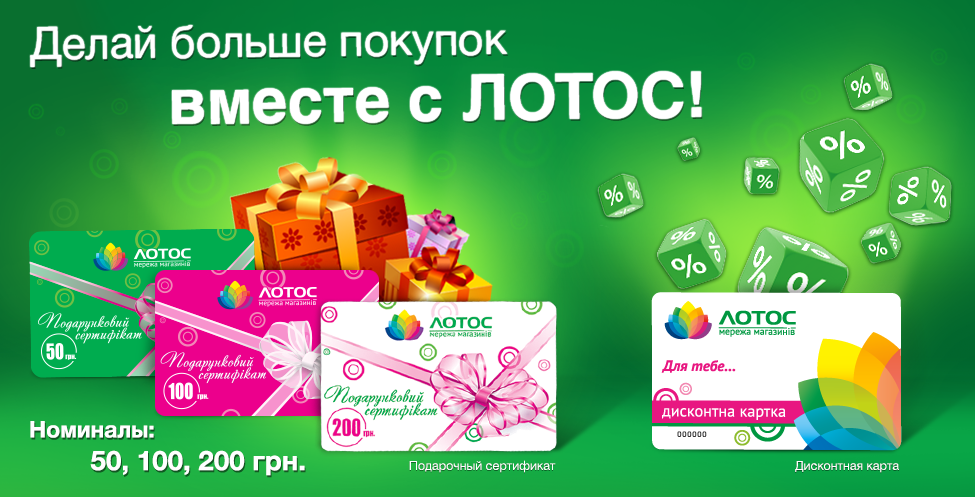 Делай больше покупок
вместе с ЛОТОС!
ЛОТОС
мережа магазинів
Подарунковий
сертифікат
50 грн.
ЛОТОС
мережа магазинів
Подарунковий
сертифікат
100 грн.
ЛОТОС
мережа магазинів
Подарунковий
сертифікат
200 грн.
% % % % % % % % % % % % % %
ЛОТОС
мережа магазинів
Для тебе...
дисконтна картка
000000
Номиналы:
50, 100, 200 грн.
Подарочный сертификат
Дисконтная карта